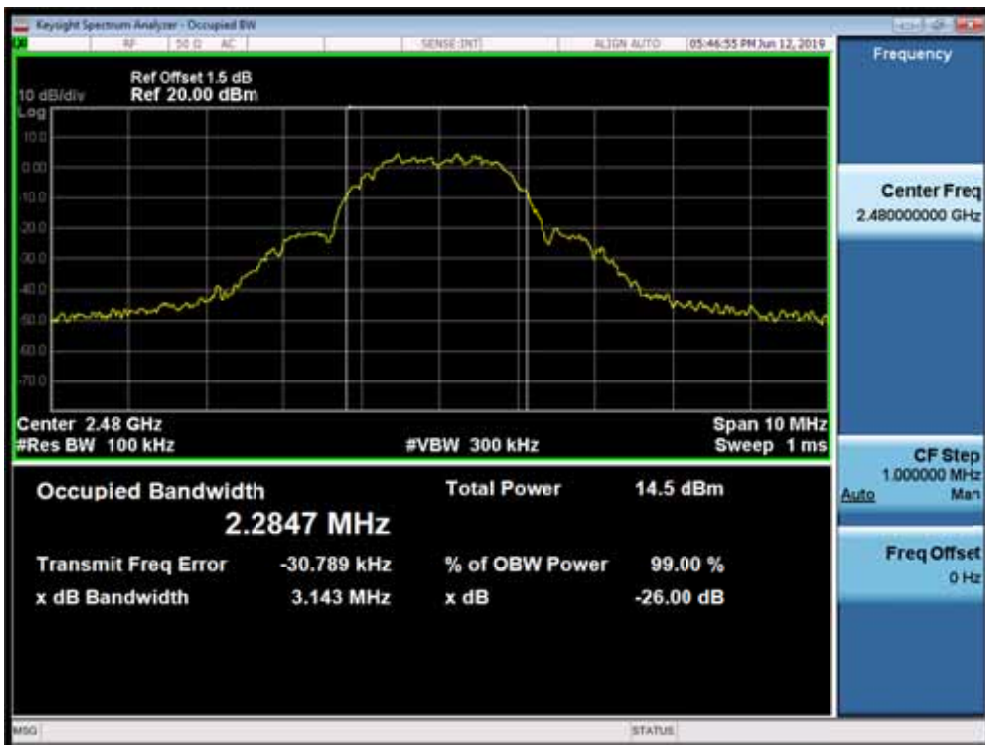 Keysight Spectrum Analyzer - Occupied BW
RF 50 Ω AC SENSE:INT ALIGN AUTO 05:46:55 PM Jun 12, 2019
Frequency
Ref Offset 1.5 dB
10 dB/div Ref 20.00 dBm
Log
10.0
0.00
-10.0
-20.0
-30.0
-40.0
-50.0
-60.0
-70.0
Center Freq
2.480000000 GHz
Center 2.48 GHz Span 10 MHz
#Res BW 100 kHz #VBW 300 kHz Sweep 1 ms
CF Step
1.000000 MHz
Auto Man
Occupied Bandwidth Total Power 14.5 dBm
2.2847 MHz
Transmit Freq Error -30.789 kHz % of OBW Power 99.00 %
x dB Bandwidth 3.143 MHz x dB -26.00 dB
Freq Offset
0 Hz
MSG STATUS